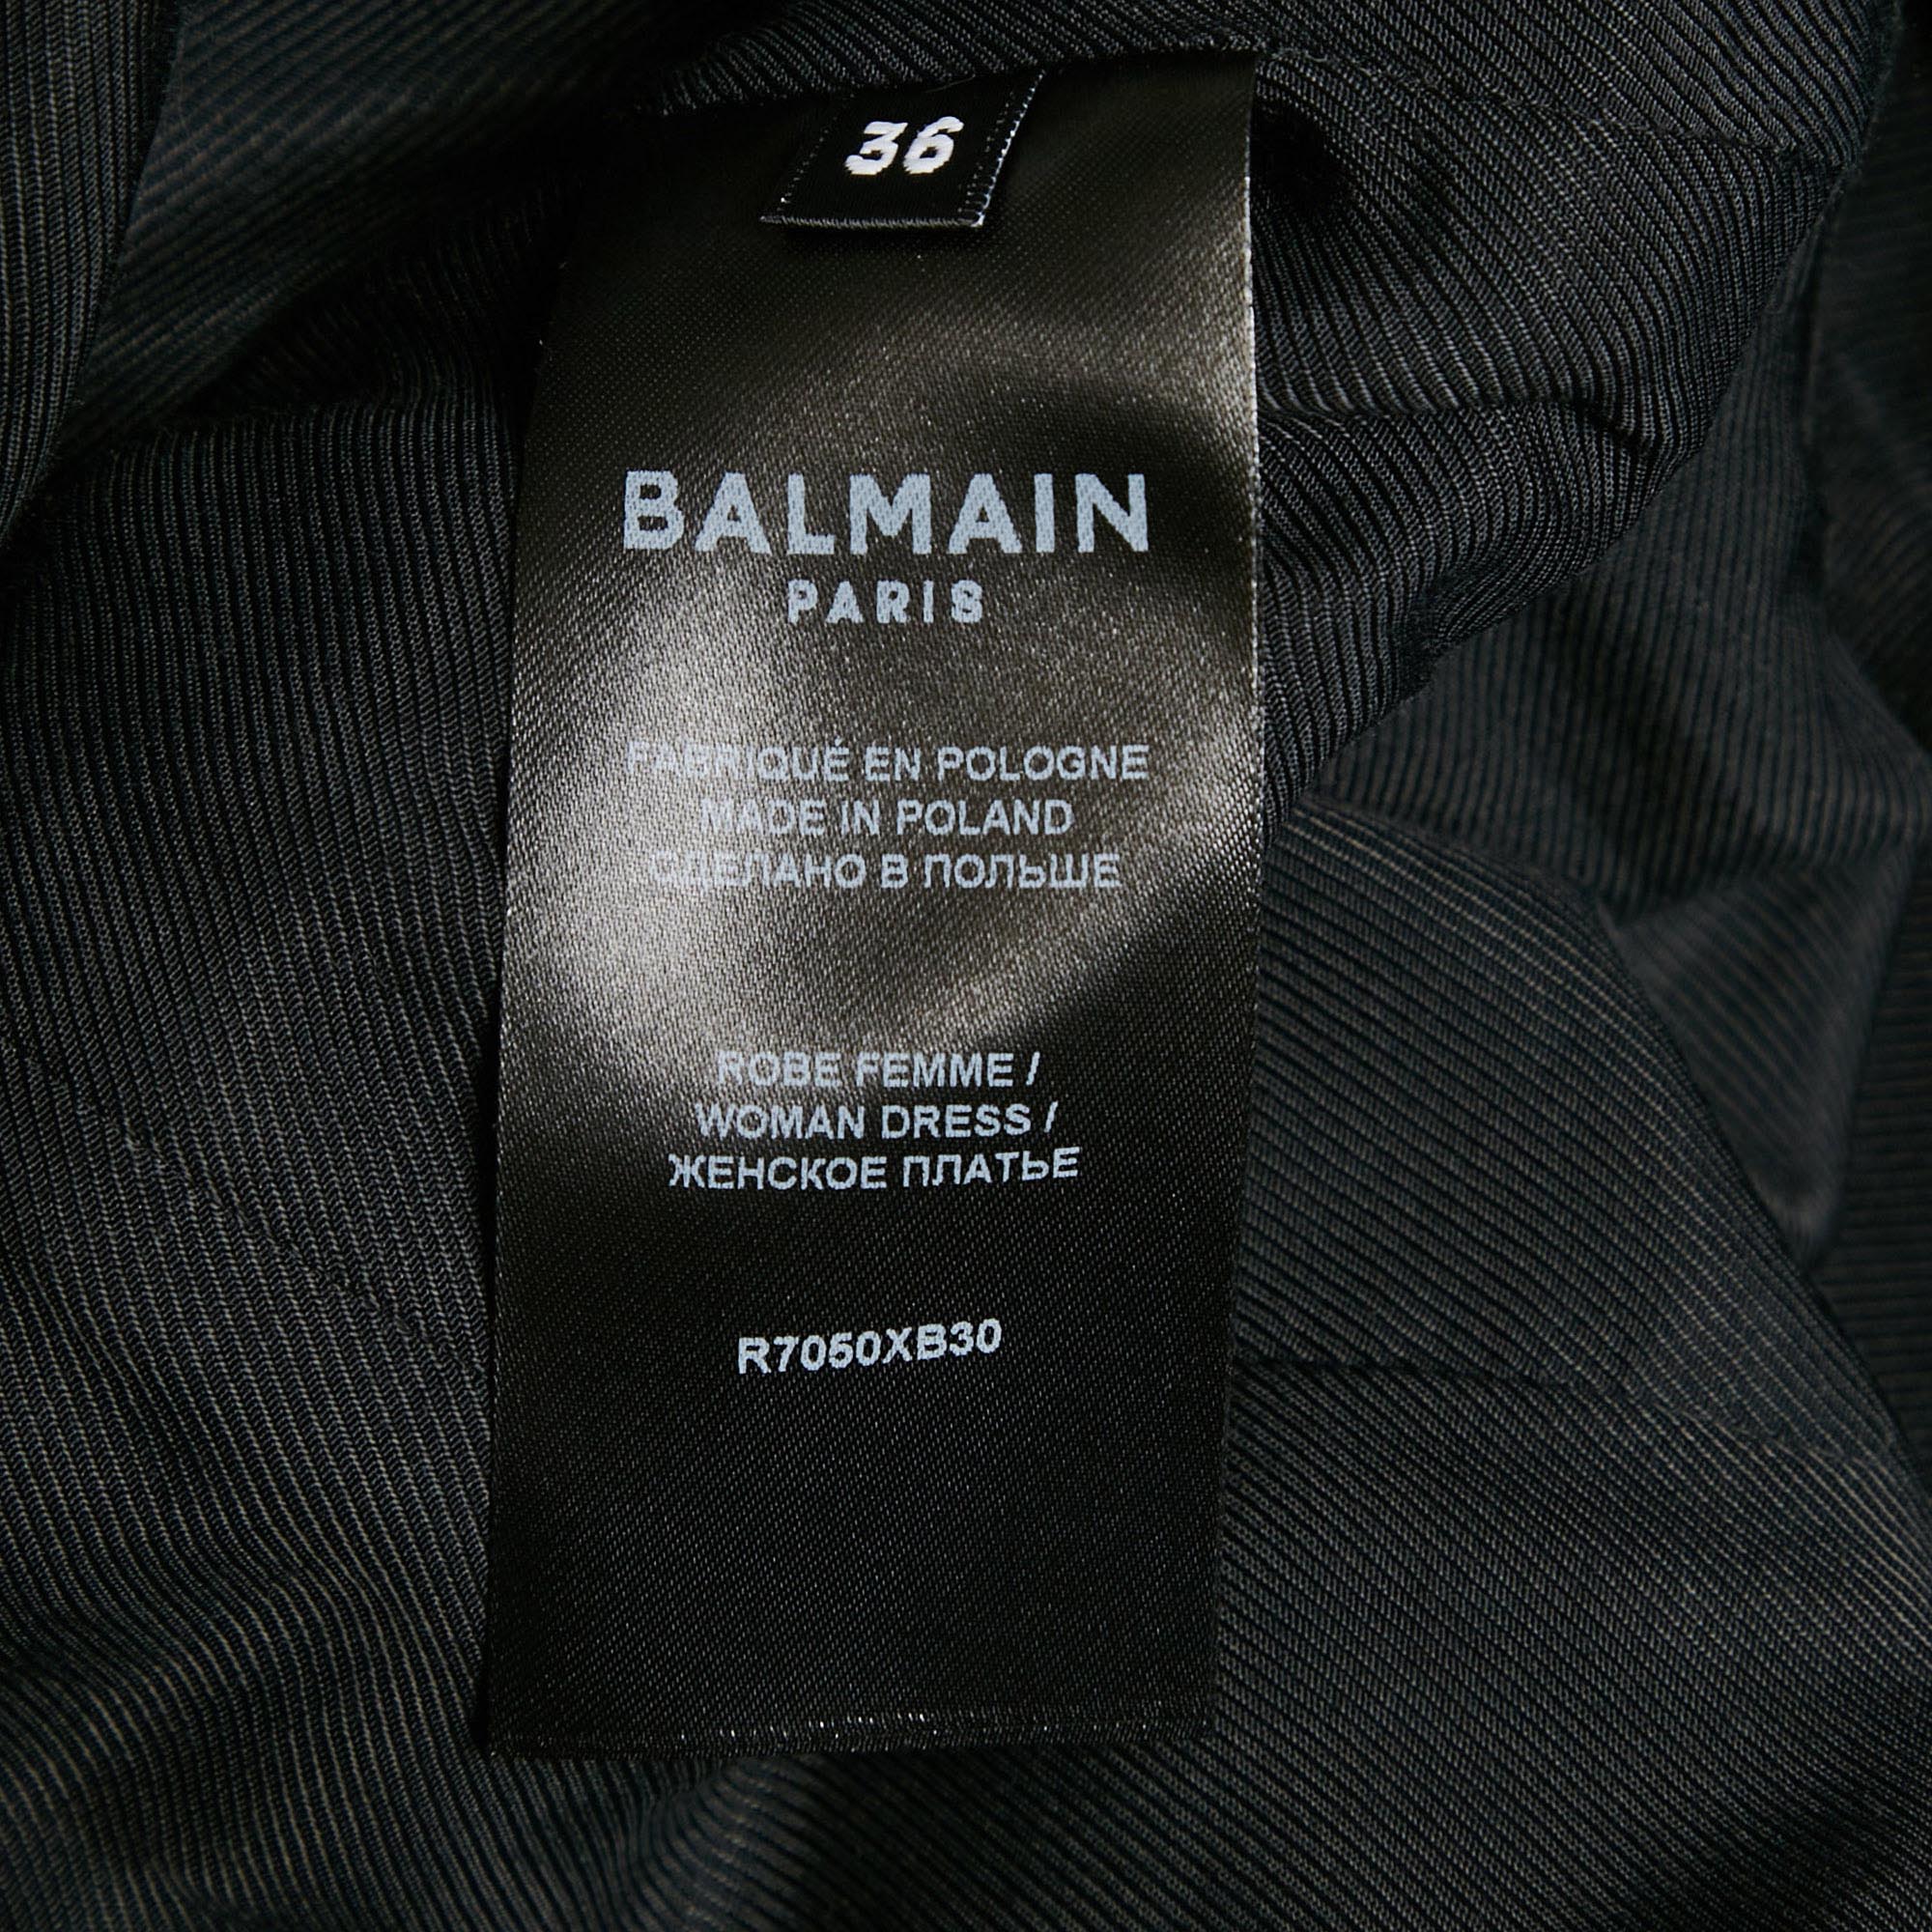 36
BALMAIN
PARIS
FABRIQUÉ EN POLOGNE
MADE IN POLAND
СДЕЛАНО В ПОЛЬШЕ
ROBE FEMME /
WOMAN DRESS /
ЖЕНСКОЕ ПЛАТЬЕ
R7050XB30